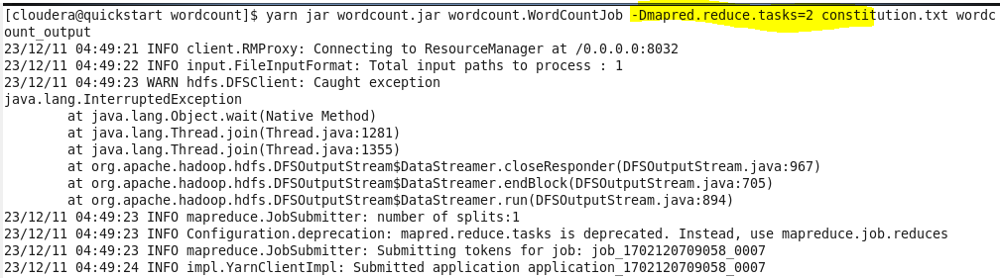 [cloudera@quickstart wordcount]$ yarn jar wordcount.jar wordcount.WordCountJob -Dmapred.reduce.tasks=2 constitution.txt wordc
ount_output
23/12/11 04:49:21 INFO client.RMProxy: Connecting to ResourceManager at /0.0.0.0:8032
23/12/11 04:49:22 INFO input.FileInputFormat: Total input paths to process : 1
23/12/11 04:49:23 WARN hdfs.DFSClient: Caught exception
java.lang.InterruptedException
        at java.lang.Object.wait(Native Method)
        at java.lang.Thread.join(Thread.java:1281)
        at java.lang.Thread.join(Thread.java:1355)
        at org.apache.hadoop.hdfs.DFSOutputStream$DataStreamer.closeResponder(DFSOutputStream.java:967)
        at org.apache.hadoop.hdfs.DFSOutputStream$DataStreamer.endBlock(DFSOutputStream.java:705)
        at org.apache.hadoop.hdfs.DFSOutputStream$DataStreamer.run(DFSOutputStream.java:894)
23/12/11 04:49:23 INFO mapreduce.JobSubmitter: number of splits:1
23/12/11 04:49:23 INFO Configuration.deprecation: mapred.reduce.tasks is deprecated. Instead, use mapreduce.job.reduces
23/12/11 04:49:23 INFO mapreduce.JobSubmitter: Submitting tokens for job: job_1702120709058_0007
23/12/11 04:49:24 INFO impl.YarnClientImpl: Submitted application application_1702120709058_0007